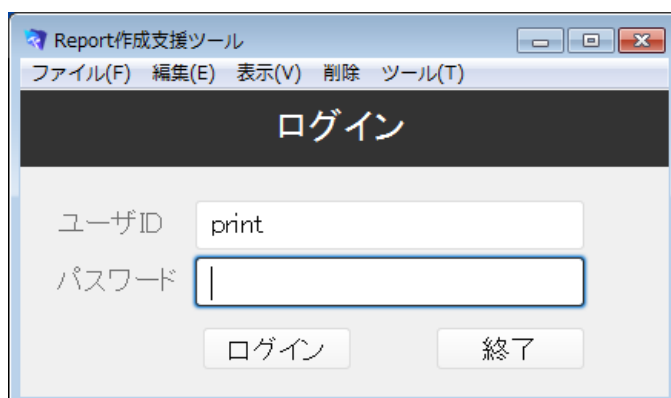 Report作成支援ツール
ファイル(F) 編集(E) 表示(V) 削除 ツール(T)
ログイン
ユーザID print
パスワード
ログイン 終了